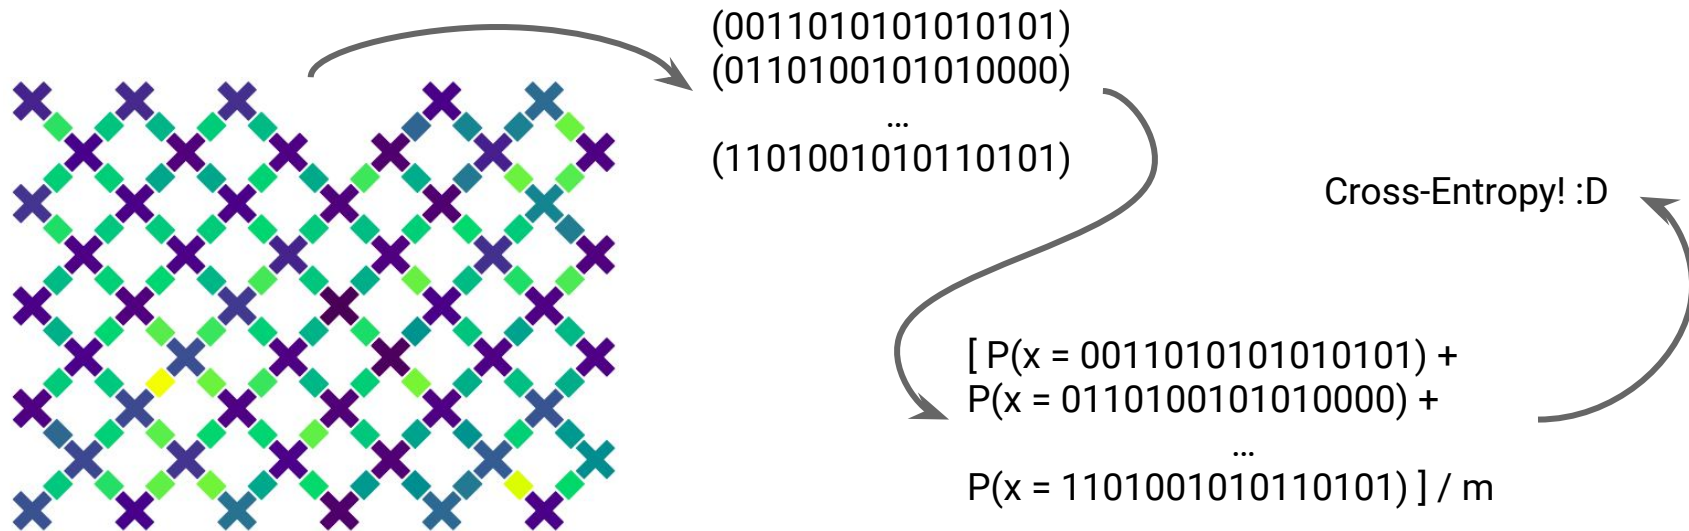 (0011010101010101)
(0110100101010000)
...
(1101001010110101)
Cross-Entropy! :D
[ P(x = 0011010101010101) +
P(x = 0110100101010000) +
...
P(x = 1101001010110101) ] / m